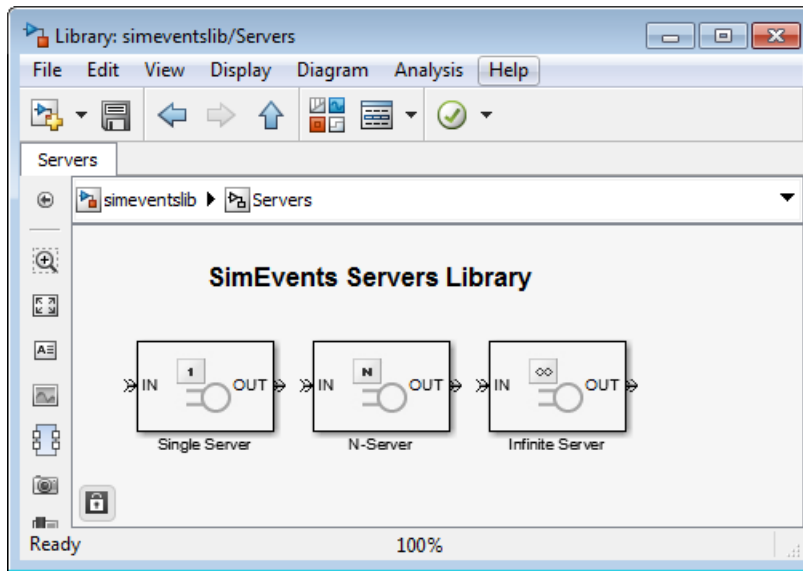 Library: simeventslib/Servers
File Edit View Display Diagram Analysis Help
Servers
simeventslib Servers
SimEvents Servers Library
1 N ∞
IN OUT IN OUT IN OUT
Single Server N-Server Infinite Server
Ready 100%